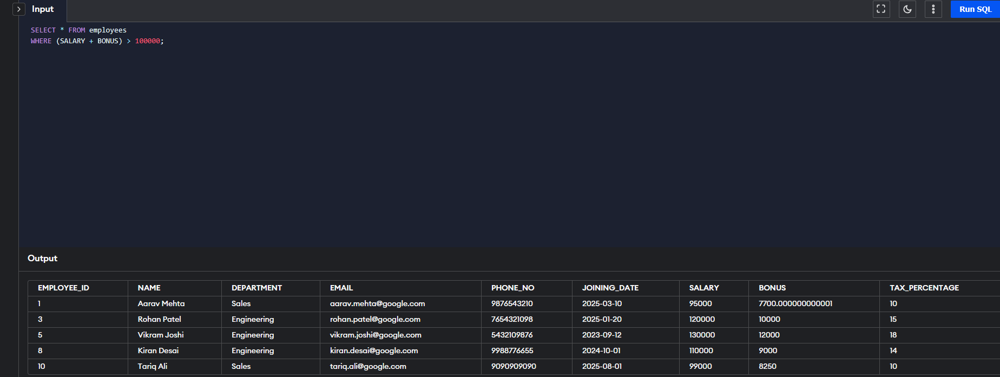 Input
Run SQL
SELECT * FROM employees
WHERE (SALARY + BONUS) > 100000;
Output
EMPLOYEE_ID NAME DEPARTMENT EMAIL PHONE_NO JOINING_DATE SALARY BONUS TAX_PERCENTAGE
1 Aarav Mehta Sales aarav.mehta@google.com 9876543210 2025-03-10 95000 7700.000000000001 10
3 Rohan Patel Engineering rohan.patel@google.com 7654321098 2025-01-20 120000 10000 15
5 Vikram Joshi Engineering vikram.joshi@google.com 5432109876 2023-09-12 130000 12000 18
8 Kiran Desai Engineering kiran.desai@google.com 9988776655 2024-10-01 110000 9000 14
10 Tariq Ali Sales tariq.ali@google.com 9090909090 2025-08-01 99000 8250 10